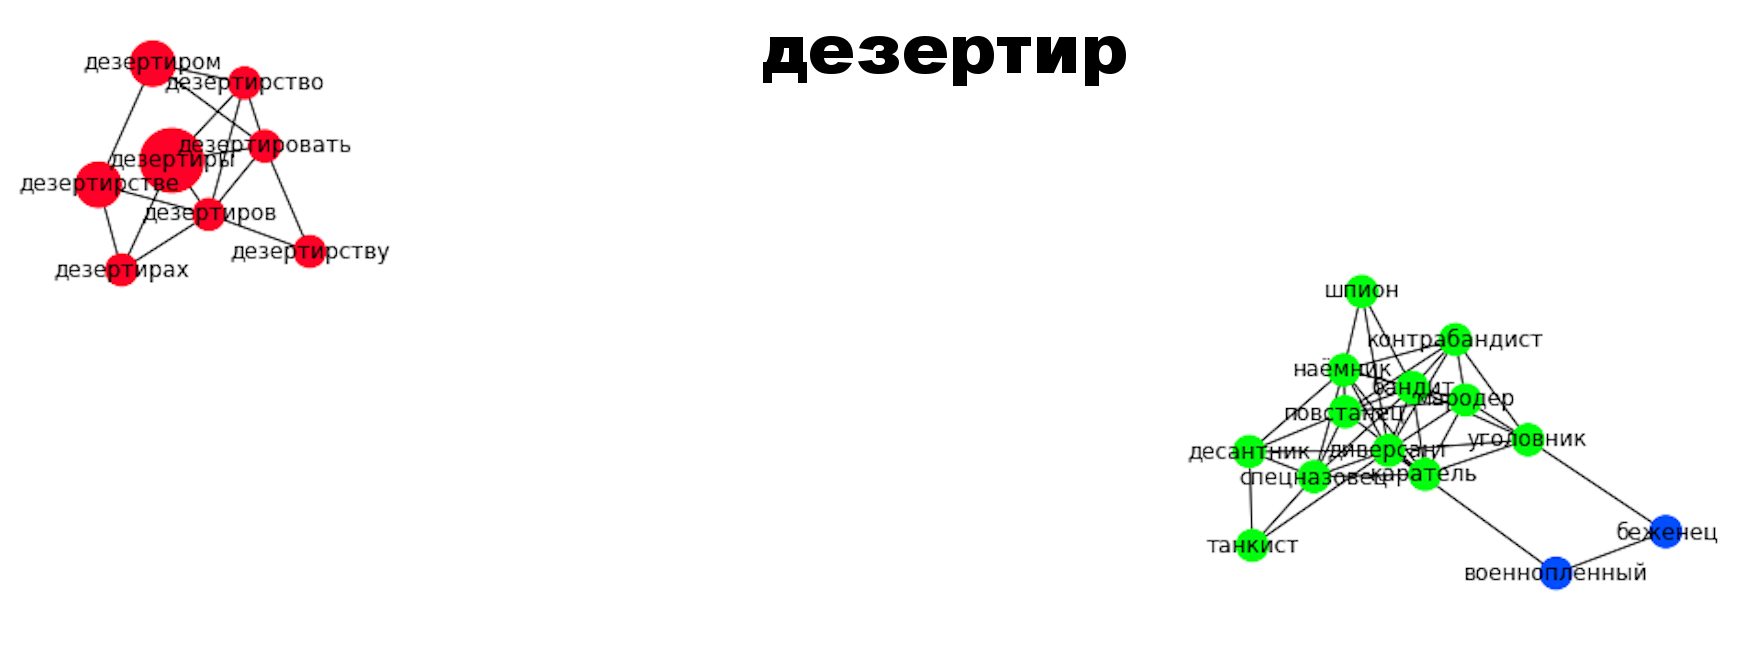 дезертир
дезертиром
дезертирство
дезертировать
дезертиры
дезертирстве
дезертиров
дезертирству
дезертирах
шпион
контрабандист
наёмник
бандит
мародер
повстанец
уголовник
десантник
диверсант
спецназовец
каратель
танкист
беженец
военнопленный